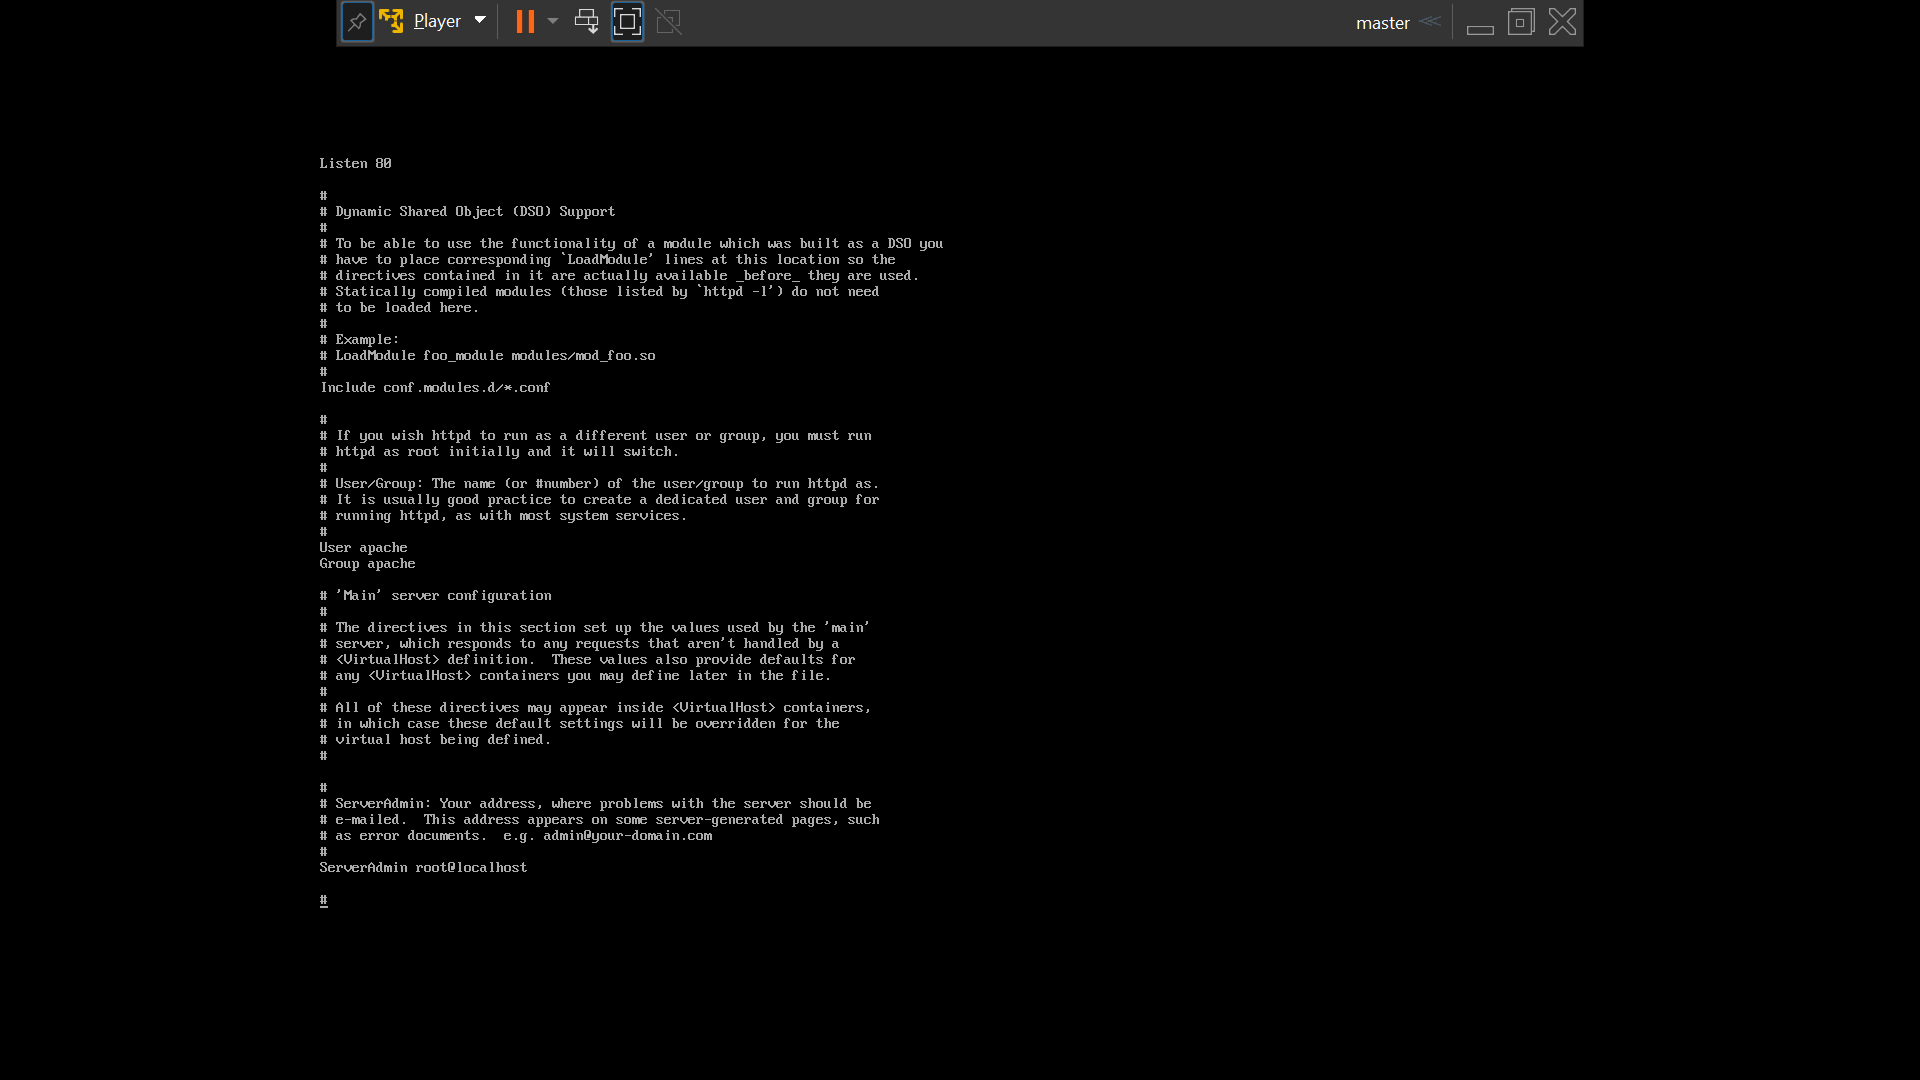 Player
master
Listen 80
#
# Dynamic Shared Object (DSO) Support
#
# To be able to use the functionality of a module which was built as a DSO you
# have to place corresponding `LoadModule' lines at this location so the
# directives contained in it are actually available _before_ they are used.
# Statically compiled modules (those listed by `httpd -l') do not need
# to be loaded here.
#
# Example:
# LoadModule foo_module modules/mod_foo.so
#
Include conf.modules.d/*.conf
#
# If you wish httpd to run as a different user or group, you must run
# httpd as root initially and it will switch.
#
# User/Group: The name (or #number) of the user/group to run httpd as.
# It is usually good practice to create a dedicated user and group for
# running httpd, as with most system services.
#
User apache
Group apache
# 'Main' server configuration
#
# The directives in this section set up the values used by the 'main'
# server, which responds to any requests that aren't handled by a
# <VirtualHost> definition.  These values also provide defaults for
# any <VirtualHost> containers you may define later in the file.
#
# All of these directives may appear inside <VirtualHost> containers,
# in which case these default settings will be overridden for the
# virtual host being defined.
#
#
# ServerAdmin: Your address, where problems with the server should be
# e-mailed.  This address appears on some server-generated pages, such
# as error documents.  e.g. admin@your-domain.com
#
ServerAdmin root@localhost
#